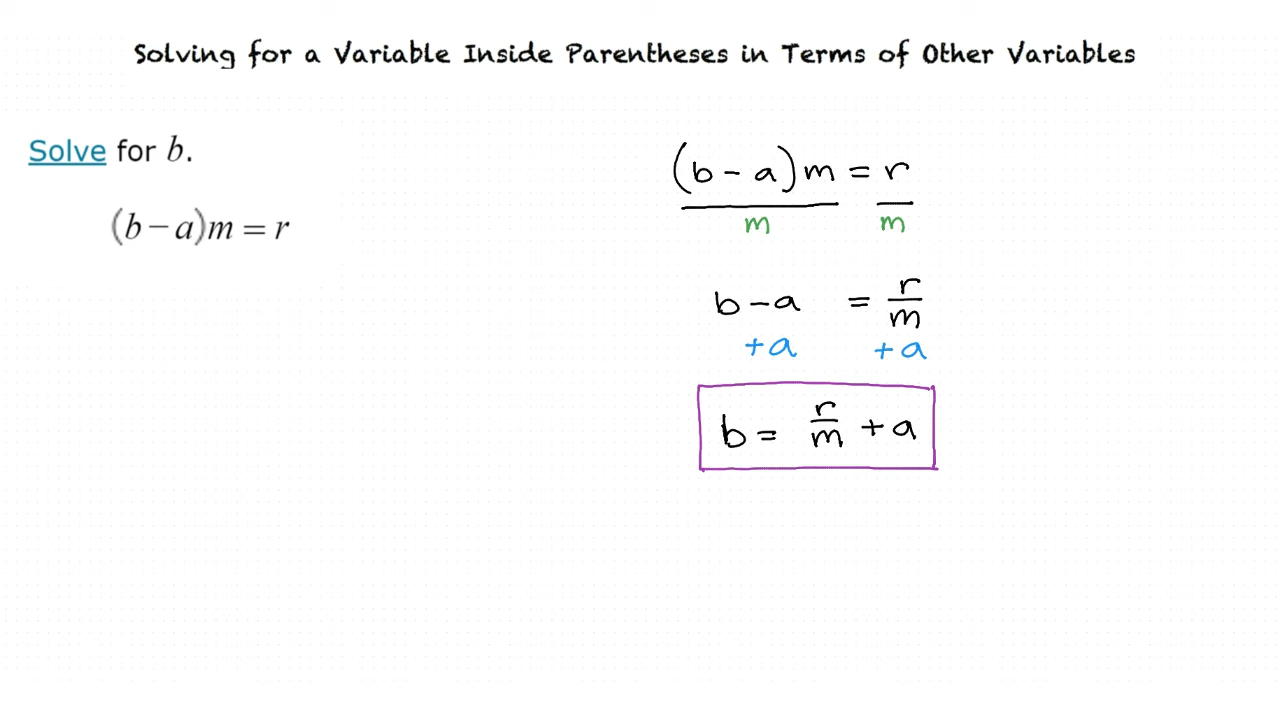 Solving for a Variable Inside Parentheses in Terms of Other Variables
Solve for b.
(b−a)m = r
(b - a)m = r
m m
b - a = r/m
+a +a
b = r/m + a